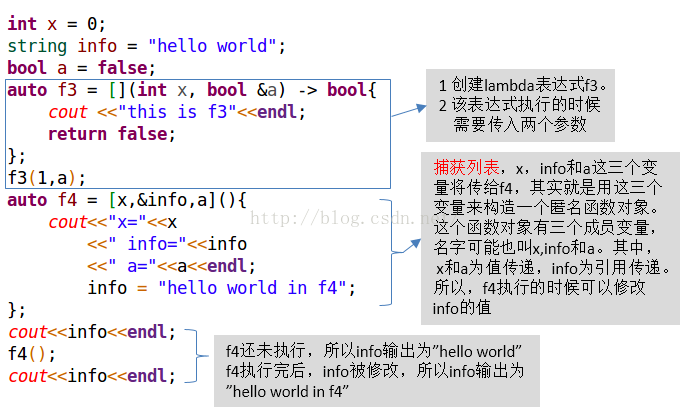 int x = 0;
string info = "hello world";
bool a = false;
auto f3 = [](int x, bool &a) -> bool{
cout <<"this is f3"<<endl;
return false;
};
f3(1,a);
auto f4 = [x,&info,a](){
cout<<"x="<<x
<<" info="<<info
<<" a="<<a<<endl;
info = "hello world in f4";
};
cout<<info<<endl;
f4();
cout<<info<<endl;
1 创建lambda表达式f3。
2 该表达式执行的时候
需要传入两个参数
捕获列表，x，info和a这三个变
量将传给f4，其实就是用这三个
变量来构造一个匿名函数对象。
这个函数对象有三个成员变量，
名字可能也叫x,info和a。其中，
x和a为值传递，info为引用传递。
所以，f4执行的时候可以修改
info的值
f4还未执行，所以info输出为”hello world”
f4执行完后，info被修改，所以info输出为
”hello world in f4”
http://blog.csdn.ne